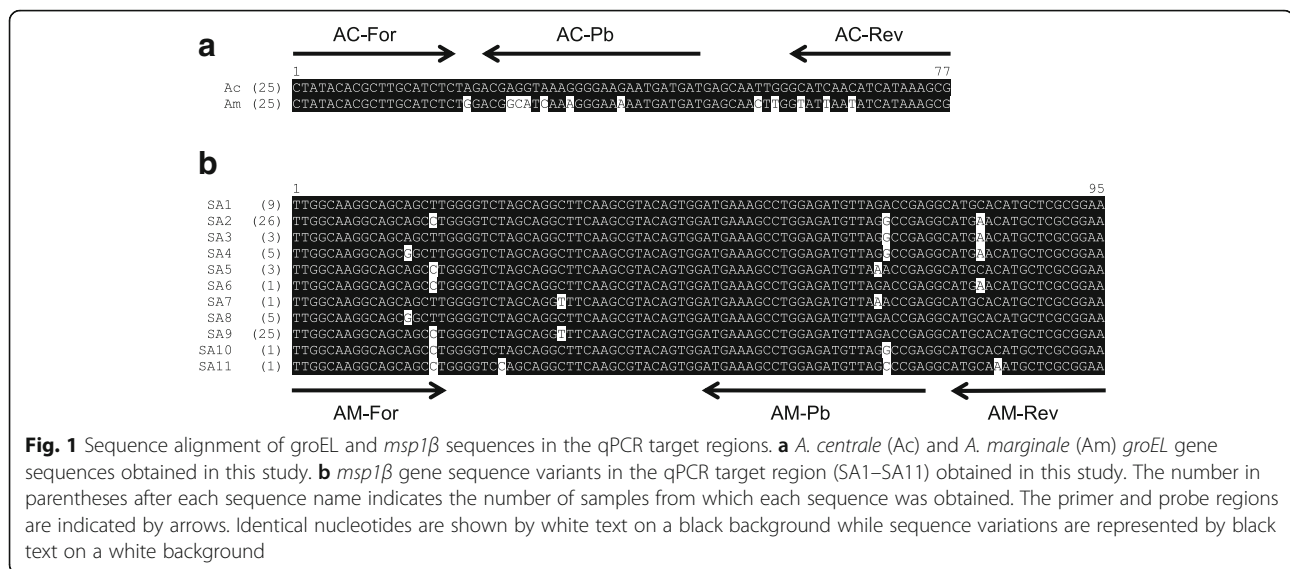 a
AC-For AC-Pb AC-Rev
1 77
Ac (25) CTATACACGCTTGCATCTCTAGACGAGGTAAAGGGGAAGAATGATGATGAGCAATTGGGCATCAACATCATAAAGCG
Am (25) CTATACACGCTTGCATCTCTGGACGGCATCAAAGGGAAAAATGATGATGAGCAACTTGGTATTAATATCATAAAGCG
b
1 95
SA1 (9) TTGGCAAGGCAGCAGCTTGGGGTCTAGCAGGCTTCAAGCGTACAGTGGATGAAAGCCTGGAGATGTTAGACCGAGGCATGCACATGCTCGCGGAA
SA2 (26) TTGGCAAGGCAGCAGCCTGGGGTCTAGCAGGCTTCAAGCGTACAGTGGATGAAAGCCTGGAGATGTTAGGCCGAGGCATGAACATGCTCGCGGAA
SA3 (3) TTGGCAAGGCAGCAGCTTGGGGTCTAGCAGGCTTCAAGCGTACAGTGGATGAAAGCCTGGAGATGTTAGGCCGAGGCATGAACATGCTCGCGGAA
SA4 (5) TTGGCAAGGCAGCGGCTTGGGGTCTAGCAGGCTTCAAGCGTACAGTGGATGAAAGCCTGGAGATGTTAGGCCGAGGCATGAACATGCTCGCGGAA
SA5 (3) TTGGCAAGGCAGCAGCCTGGGGTCTAGCAGGCTTCAAGCGTACAGTGGATGAAAGCCTGGAGATGTTAAACCGAGGCATGCACATGCTCGCGGAA
SA6 (1) TTGGCAAGGCAGCAGCCTGGGGTCTAGCAGGCTTCAAGCGTACAGTGGATGAAAGCCTGGAGATGTTAGACCGAGGCATGAACATGCTCGCGGAA
SA7 (1) TTGGCAAGGCAGCAGCTTGGGGTCTAGCAGGTTTCAAGCGTACAGTGGATGAAAGCCTGGAGATGTTAAACCGAGGCATGCACATGCTCGCGGAA
SA8 (5) TTGGCAAGGCAGCGGCTTGGGGTCTAGCAGGCTTCAAGCGTACAGTGGATGAAAGCCTGGAGATGTTAGACCGAGGCATGCACATGCTCGCGGAA
SA9 (25) TTGGCAAGGCAGCAGCCTGGGGTCTAGCAGGTTTCAAGCGTACAGTGGATGAAAGCCTGGAGATGTTAGACCGAGGCATGCACATGCTCGCGGAA
SA10 (1) TTGGCAAGGCAGCAGCCTGGGGTCTAGCAGGCTTCAAGCGTACAGTGGATGAAAGCCTGGAGATGTTAGGCCGAGGCATGCACATGCTCGCGGAA
SA11 (1) TTGGCAAGGCAGCAGCCTGGGGTCCAGCAGGCTTCAAGCGTACAGTGGATGAAAGCCTGGAGATGTTAGCCCGAGGCATGCAAATGCTCGCGGAA
AM-For AM-Pb AM-Rev
Fig. 1 Sequence alignment of groEL and msp1β sequences in the qPCR target regions. a A. centrale (Ac) and A. marginale (Am) groEL gene
sequences obtained in this study. b msp1β gene sequence variants in the qPCR target region (SA1–SA11) obtained in this study. The number in
parentheses after each sequence name indicates the number of samples from which each sequence was obtained. The primer and probe regions
are indicated by arrows. Identical nucleotides are shown by white text on a black background while sequence variations are represented by black
text on a white background